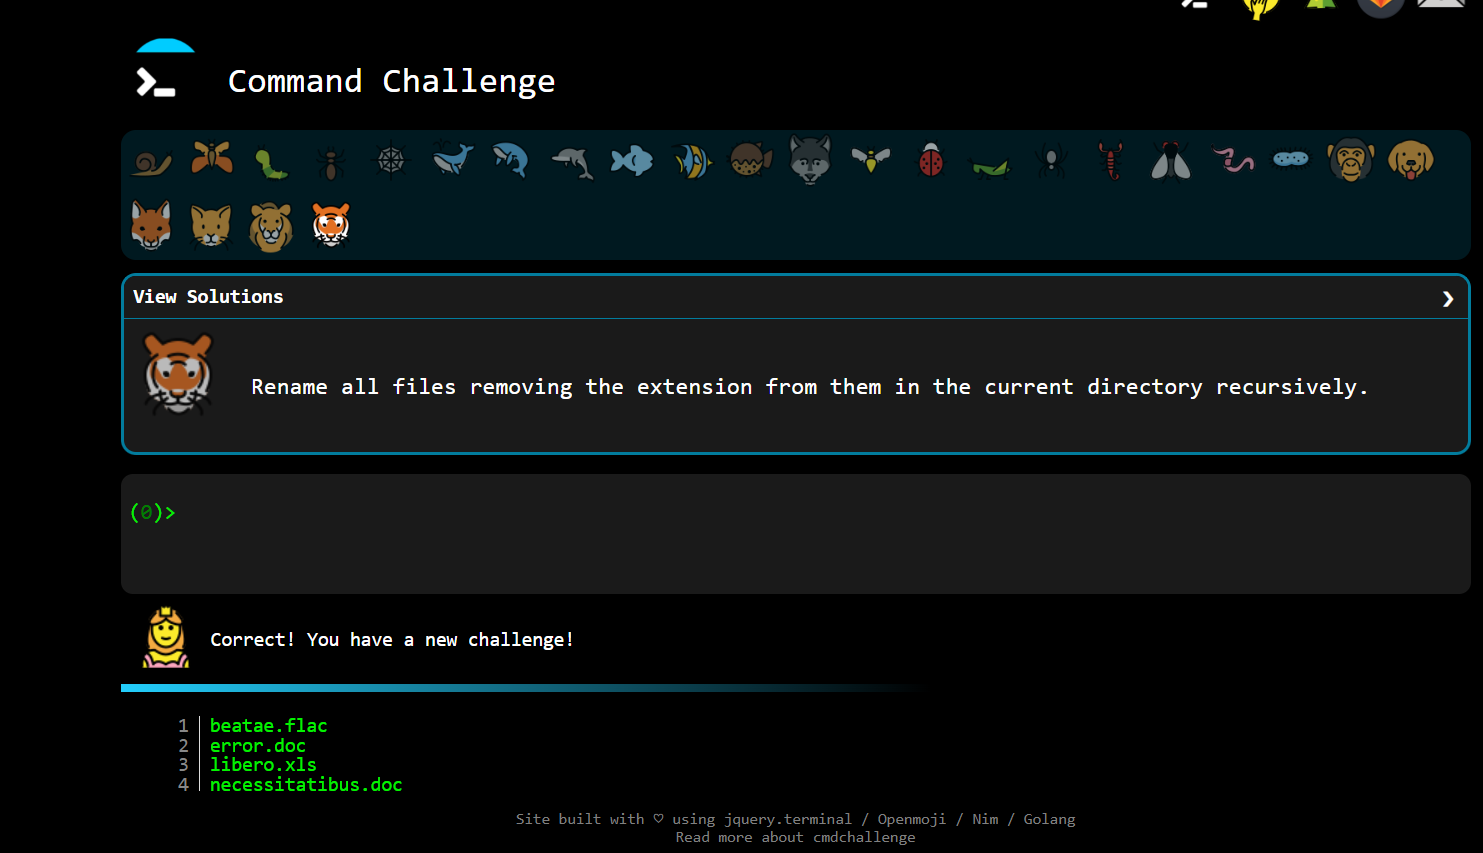 Command Challenge
View Solutions
Rename all files removing the extension from them in the current directory recursively.
(0)>
Correct! You have a new challenge!
1 beatae.flac
2 error.doc
3 libero.xls
4 necessitatibus.doc
Site built with ♡ using jquery.terminal / Openmoji / Nim / Golang
Read more about cmdchallenge